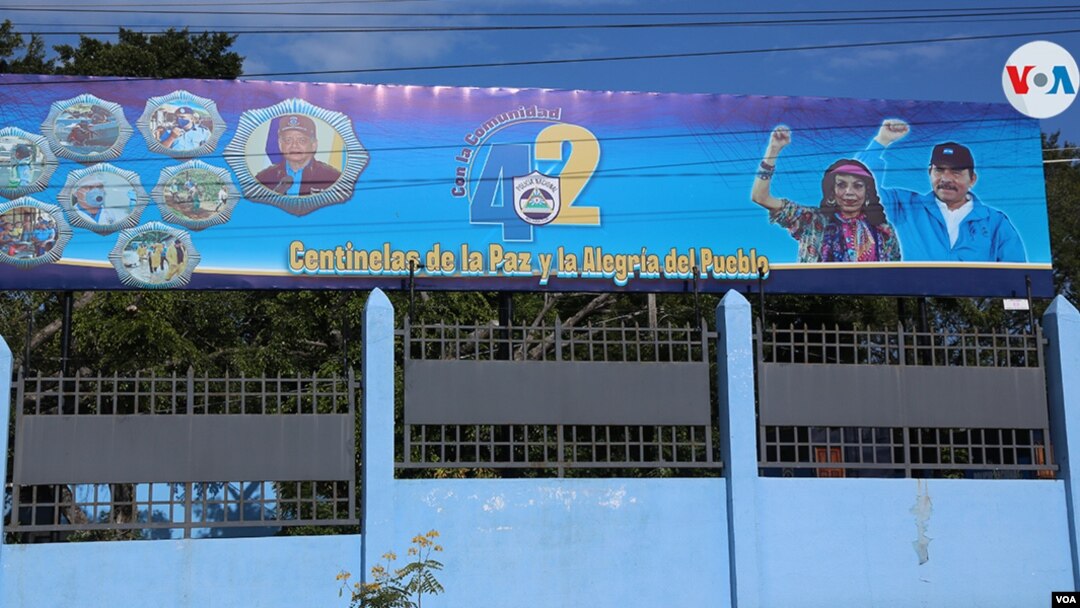 VOA
Con la Comunidad
42
POLICIA NACIONAL
Centinelas de la Paz y la Alegría del Pueblo
VOA